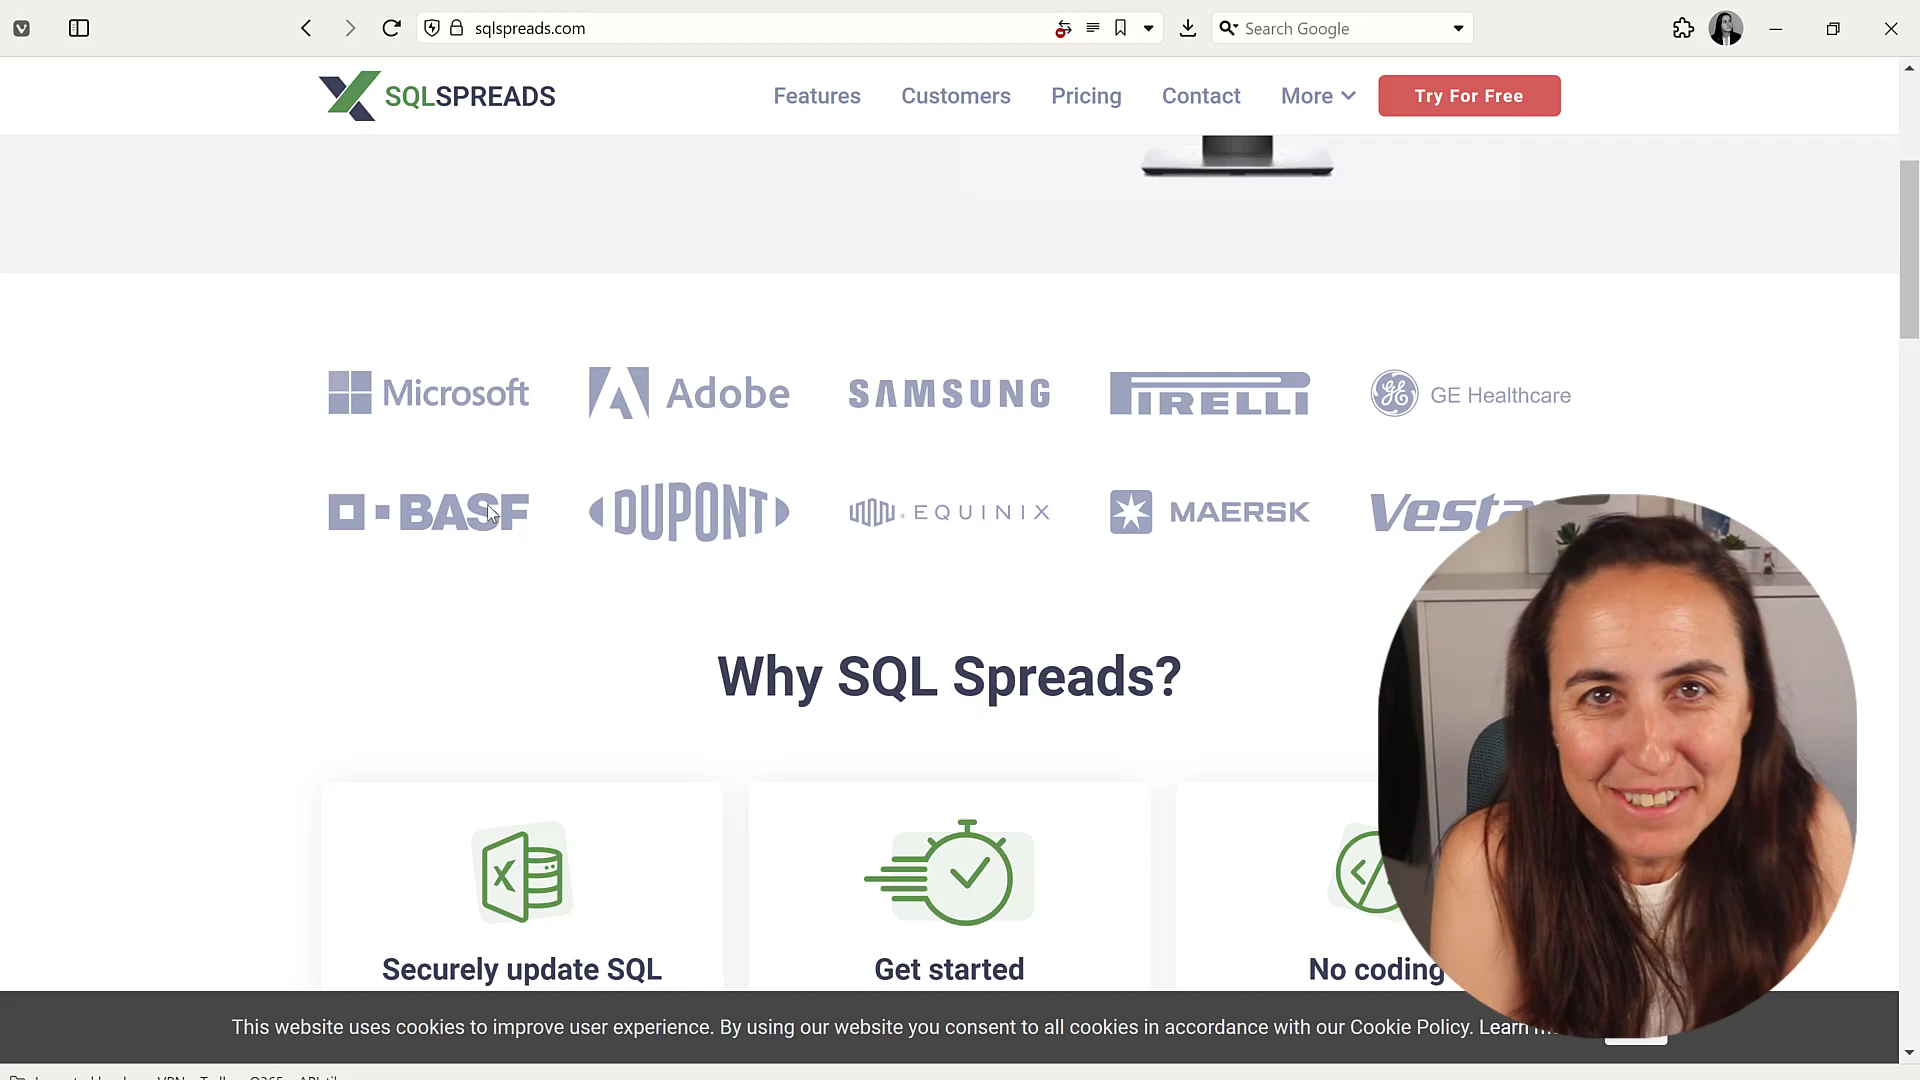 sqlspreads.com
Search Google
SQLSPREADS
Features
Customers
Pricing
Contact
More
Try For Free
Microsoft
Adobe
SAMSUNG
PIRELLI
GE Healthcare
BASF
DUPONT
EQUINIX
MAERSK
Vesta
Why SQL Spreads?
Securely update SQL
Get started
No coding
This website uses cookies to improve user experience. By using our website you consent to all cookies in accordance with our Cookie Policy. Learn m